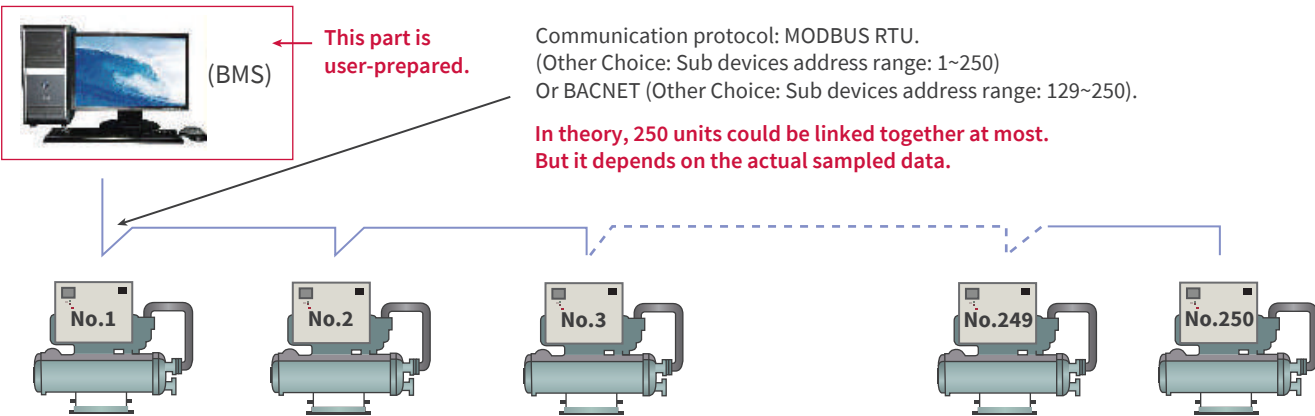 This part is
user-prepared.
(BMS)
Communication protocol: MODBUS RTU.
(Other Choice: Sub devices address range: 1~250)
Or BACNET (Other Choice: Sub devices address range: 129~250).
In theory, 250 units could be linked together at most.
But it depends on the actual sampled data.
No.1
No.2
No.3
No.249
No.250